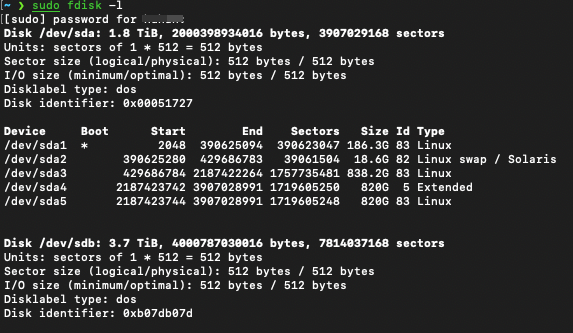 ~ ❯ sudo fdisk -l
[[sudo] password for
Disk /dev/sda: 1.8 TiB, 2000398934016 bytes, 3907029168 sectors
Units: sectors of 1 * 512 = 512 bytes
Sector size (logical/physical): 512 bytes / 512 bytes
I/O size (minimum/optimal): 512 bytes / 512 bytes
Disklabel type: dos
Disk identifier: 0x00051727
Device Boot Start End Sectors Size Id Type
/dev/sda1 * 2048 390625094 390623047 186.3G 83 Linux
/dev/sda2 390625280 429686783 39061504 18.6G 82 Linux swap / Solaris
/dev/sda3 429686784 2187422264 1757735481 838.2G 83 Linux
/dev/sda4 2187423742 3907028991 1719605250 820G 5 Extended
/dev/sda5 2187423744 3907028991 1719605248 820G 83 Linux
Disk /dev/sdb: 3.7 TiB, 4000787030016 bytes, 7814037168 sectors
Units: sectors of 1 * 512 = 512 bytes
Sector size (logical/physical): 512 bytes / 512 bytes
I/O size (minimum/optimal): 512 bytes / 512 bytes
Disklabel type: dos
Disk identifier: 0xb07db07d